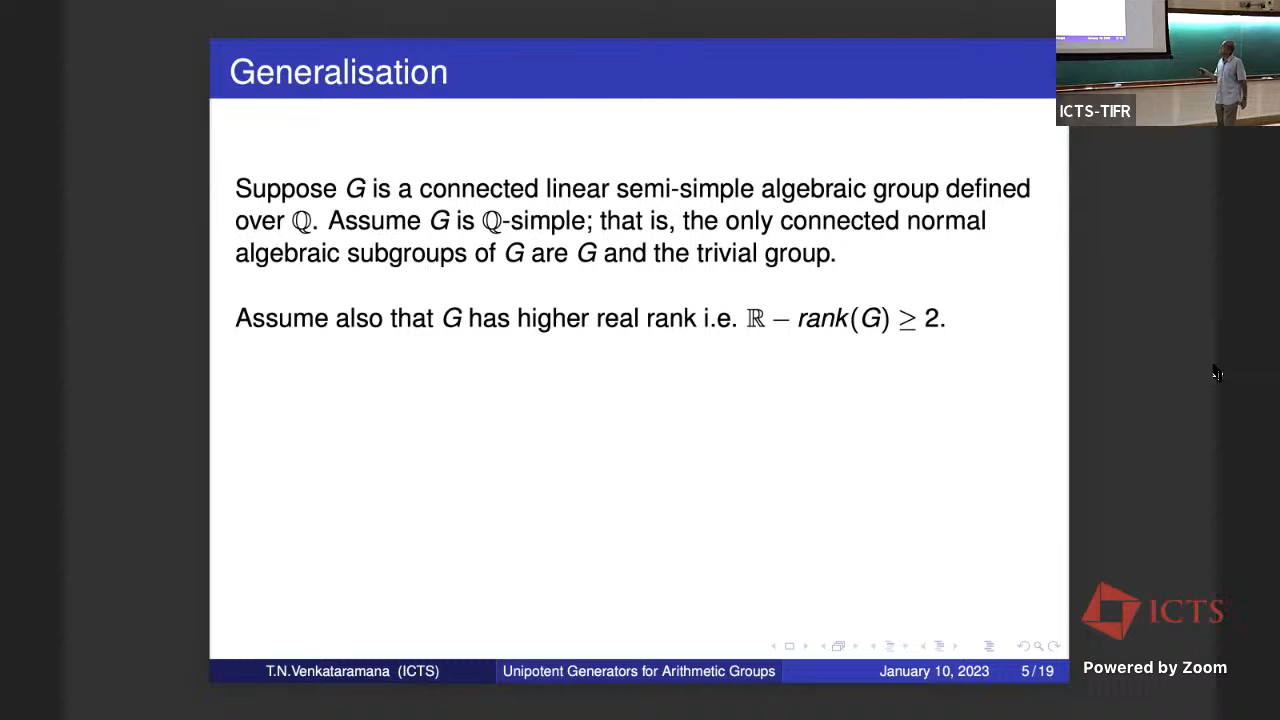 Generalisation
ICTS-TIFR
Suppose G is a connected linear semi-simple algebraic group defined
over ℚ. Assume G is ℚ-simple; that is, the only connected normal
algebraic subgroups of G are G and the trivial group.
Assume also that G has higher real rank i.e. ℝ − rank(G) ≥ 2.
ICTS
T.N.Venkataramana (ICTS) Unipotent Generators for Arithmetic Groups January 10, 2023 5 / 19
Powered by Zoom